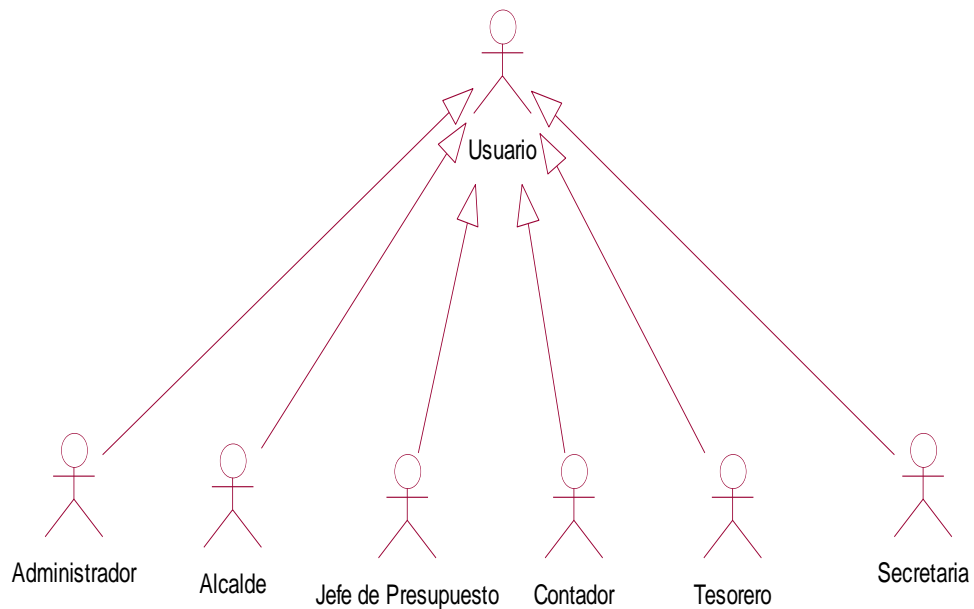 Usuario
Administrador
Alcalde
Jefe de Presupuesto
Contador
Tesorero
Secretaria